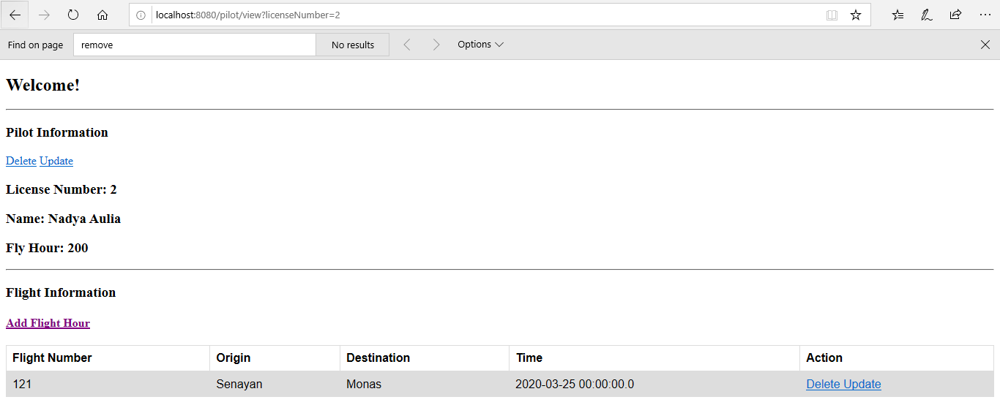 localhost:8080/pilot/view?licenseNumber=2
Find on page remove No results Options
Welcome!
Pilot Information
Delete Update
License Number: 2
Name: Nadya Aulia
Fly Hour: 200
Flight Information
Add Flight Hour
Flight Number Origin Destination Time Action
121 Senayan Monas 2020-03-25 00:00:00.0 Delete Update